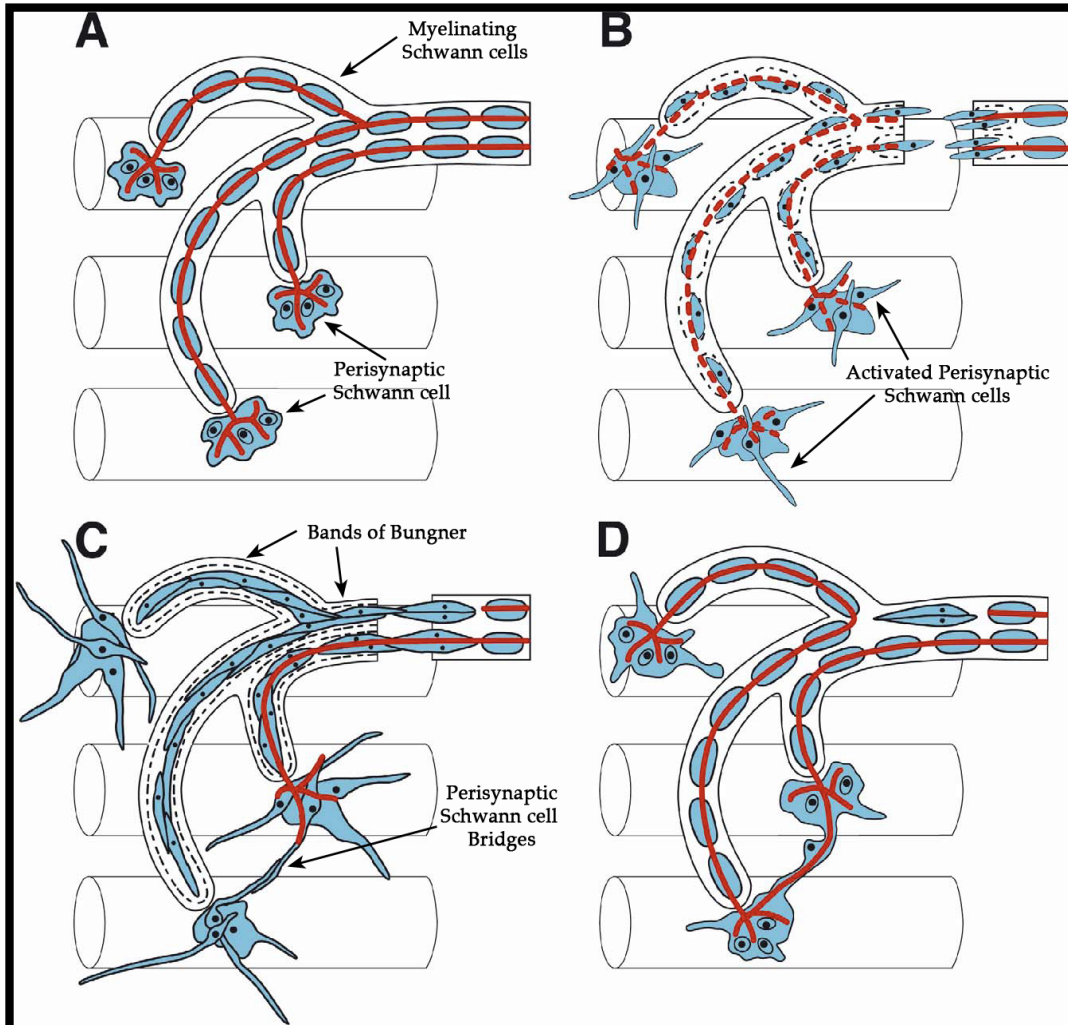 A
Myelinating
Schwann cells
Perisynaptic
Schwann cell
B
Activated Perisynaptic
Schwann cells
C
Bands of Bungner
Perisynaptic
Schwann cell
Bridges
D